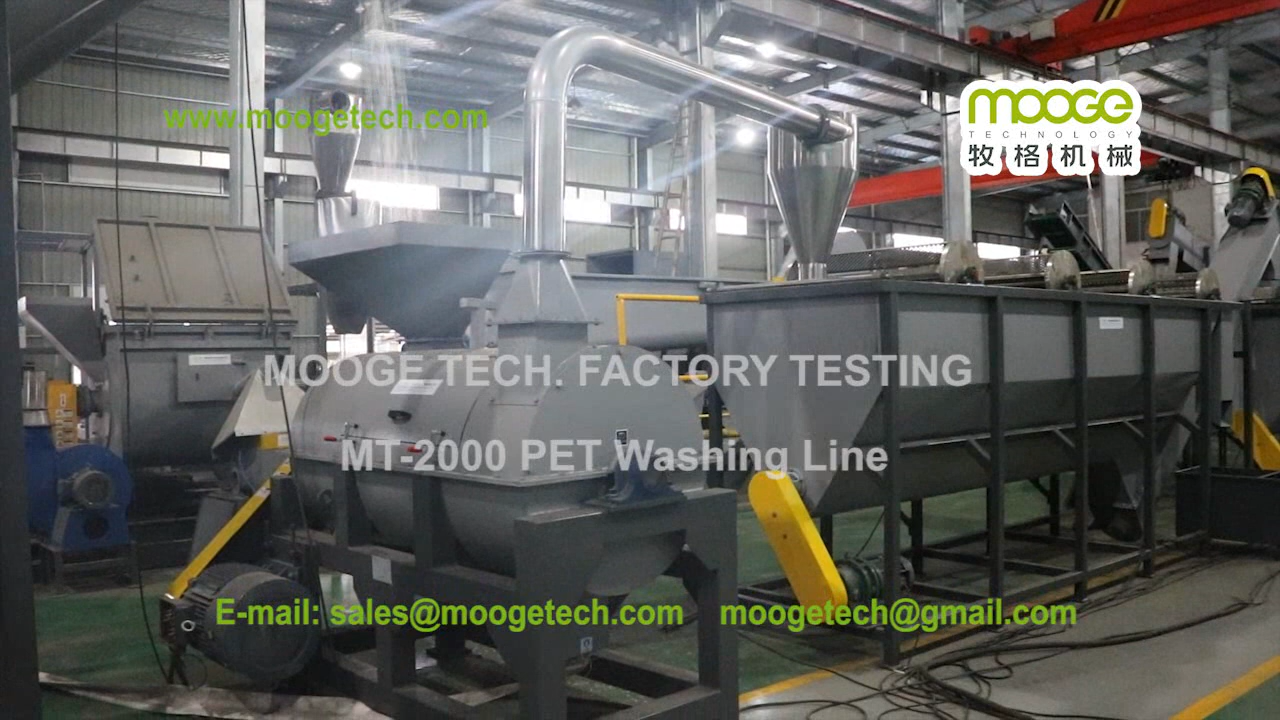 www.moogetech.com
mooge
TECHNOLOGY
牧格机械
MOOGE TECH. FACTORY TESTING
MT-2000 PET Washing Line
E-mail: sales@moogetech.com moogetech@gmail.com